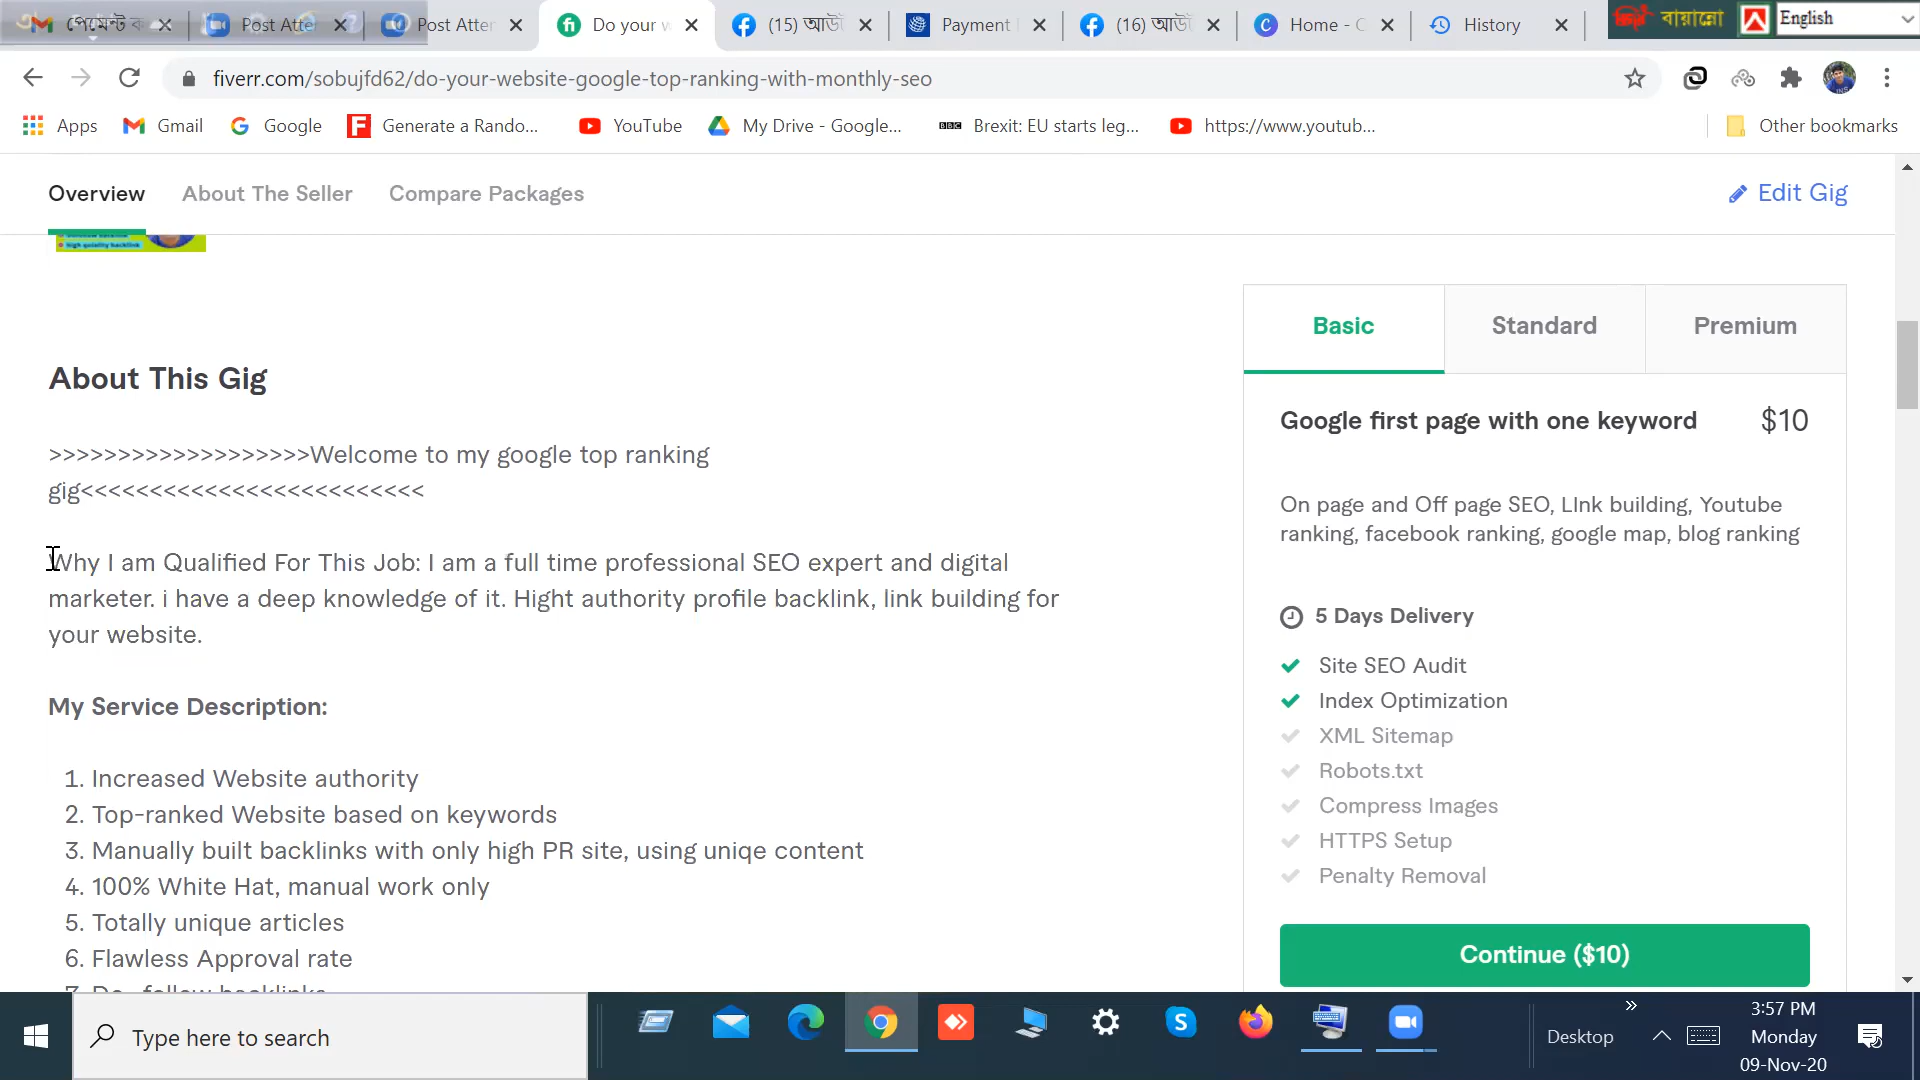 পেমেন্ট
Post Atte
Post Atter
Do your
(15) আউ
Payment
(16) আউ
Home - C
History
বায়ান্নো
English
fiverr.com/sobujfd62/do-your-website-google-top-ranking-with-monthly-seo
Apps
Gmail
Google
Generate a Rando...
YouTube
My Drive - Google...
BBC
Brexit: EU starts leg...
https://www.youtub...
Other bookmarks
Overview
About The Seller
Compare Packages
Edit Gig
high quality backlink
Basic
Standard
Premium
About This Gig
>>>>>>>>>>>>>>>>>>>Welcome to my google top ranking
gig<<<<<<<<<<<<<<<<<<<<<<<<<
Why I am Qualified For This Job: I am a full time professional SEO expert and digital
marketer. i have a deep knowledge of it. Hight authority profile backlink, link building for
your website.
My Service Description:
1. Increased Website authority
2. Top-ranked Website based on keywords
3. Manually built backlinks with only high PR site, using uniqe content
4. 100% White Hat, manual work only
5. Totally unique articles
6. Flawless Approval rate
Google first page with one keyword
$10
On page and Off page SEO, LInk building, Youtube
ranking, facebook ranking, google map, blog ranking
5 Days Delivery
Site SEO Audit
Index Optimization
XML Sitemap
Robots.txt
Compress Images
HTTPS Setup
Penalty Removal
Continue ($10)
Type here to search
Desktop
3:57 PM
Monday
09-Nov-20